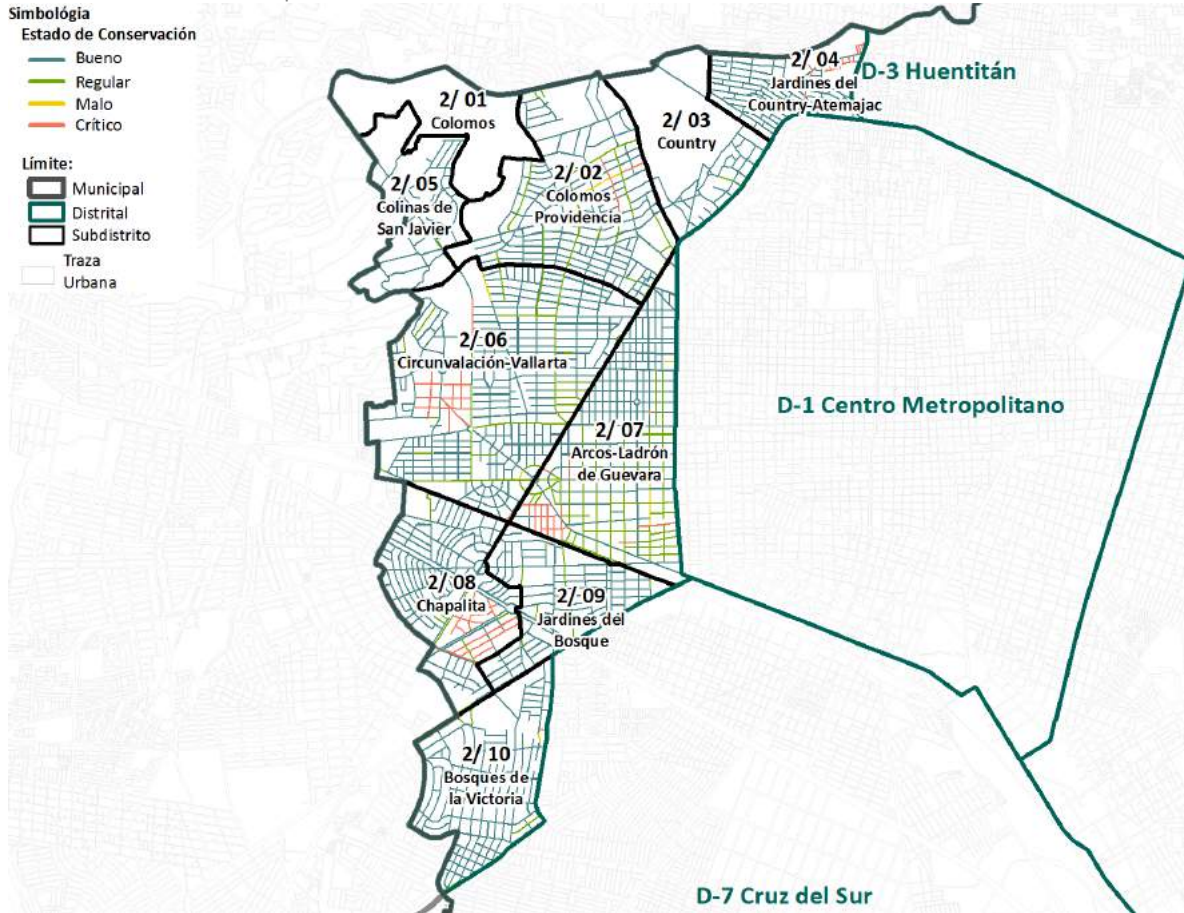 Simbológia
Estado de Conservación
Bueno
Regular
Malo
Crítico
Límite:
Municipal
Distrital
Subdistrito
Traza
Urbana
2/ 01
Colomos
2/ 02
Colomos
Providencia
2/ 03
Country
2/ 04
Jardines del
Country-Atemajac
D-3 Huentitán
2/ 05
Colinas de
San Javier
2/ 06
Circunvalación-Vallarta
2/ 07
Arcos-Ladrón
de Guevara
D-1 Centro Metropolitano
2/ 08
Chapalita
2/ 09
Jardines del
Bosque
2/ 10
Bosques de
la Victoria
D-7 Cruz del Sur